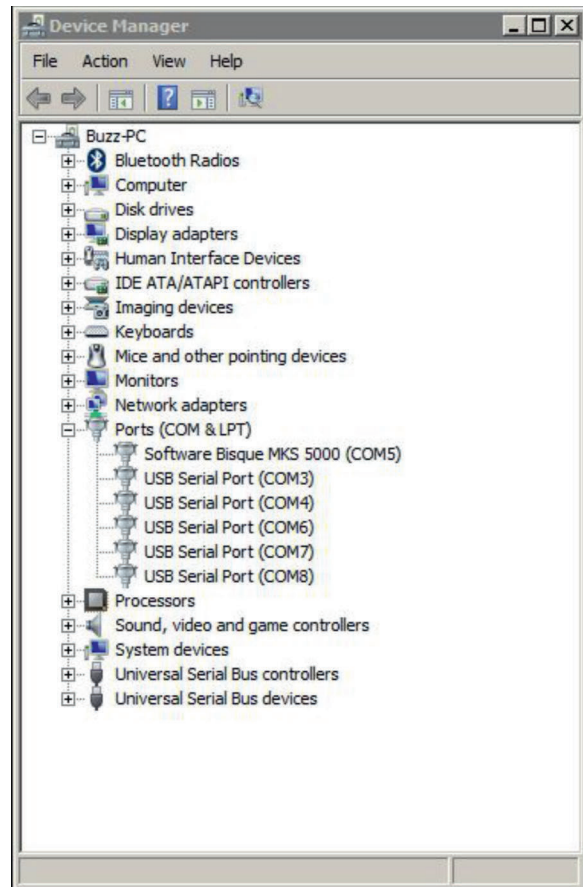 Device Manager
File Action View Help
Buzz-PC
Bluetooth Radios
Computer
Disk drives
Display adapters
Human Interface Devices
IDE ATA/ATAPI controllers
Imaging devices
Keyboards
Mice and other pointing devices
Monitors
Network adapters
Ports (COM & LPT)
Software Bisque MKS 5000 (COM5)
USB Serial Port (COM3)
USB Serial Port (COM4)
USB Serial Port (COM6)
USB Serial Port (COM7)
USB Serial Port (COM8)
Processors
Sound, video and game controllers
System devices
Universal Serial Bus controllers
Universal Serial Bus devices